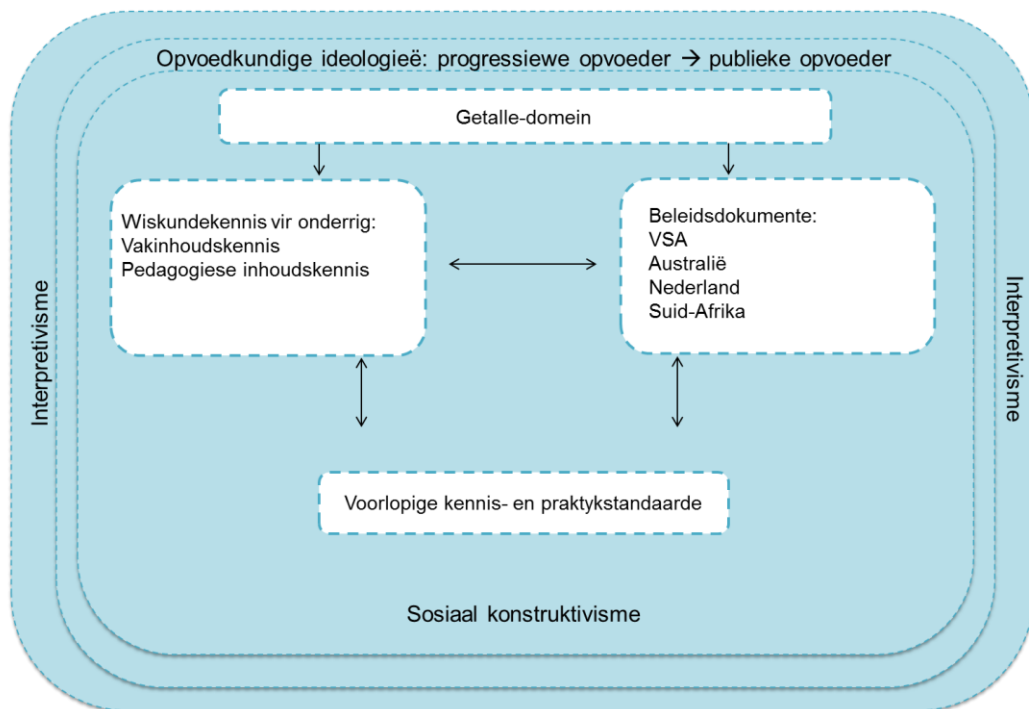 Opvoedkundige ideologieë: progressiewe opvoeder → publieke opvoeder
Getalle-domein
Wiskundekennis vir onderrig:
Vakinhoudskennis
Pedagogiese inhoudskennis
Beleidsdokumente:
VSA
Australië
Nederland
Suid-Afrika
Interpretivisme
Interpretivisme
Voorlopige kennis- en praktykstandaarde
Sosiaal konstruktivisme